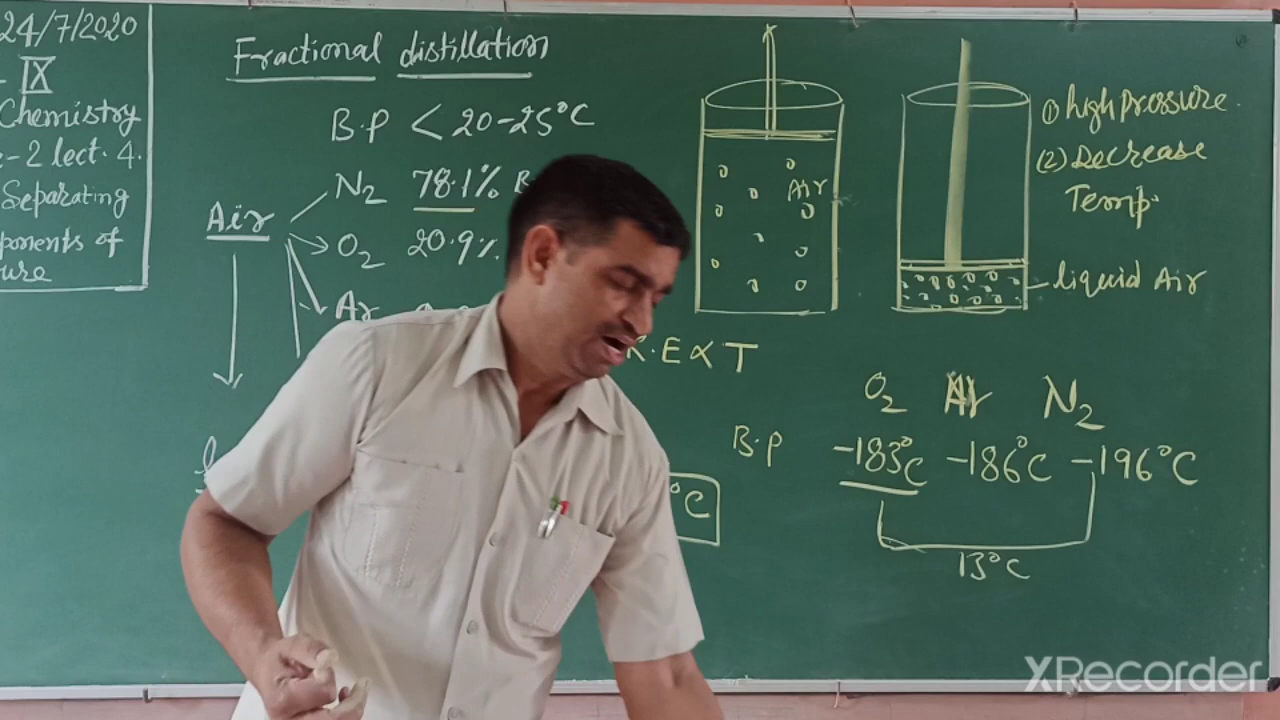 24/7/2020
- IX
Chemistry
-2 lect. 4.
Separating
ponents of
ure
Fractional distillation
B.P < 20-25°C
Air
N₂ 78.1% B
O₂ 20.9%
Ar
Air
K.E ∝ T
°C
① high pressure.
(2) Decrease
Temp.
liquid Air
O₂ Ar N₂
B.P -183°C -186°C -196°C
13°C
XRecorder